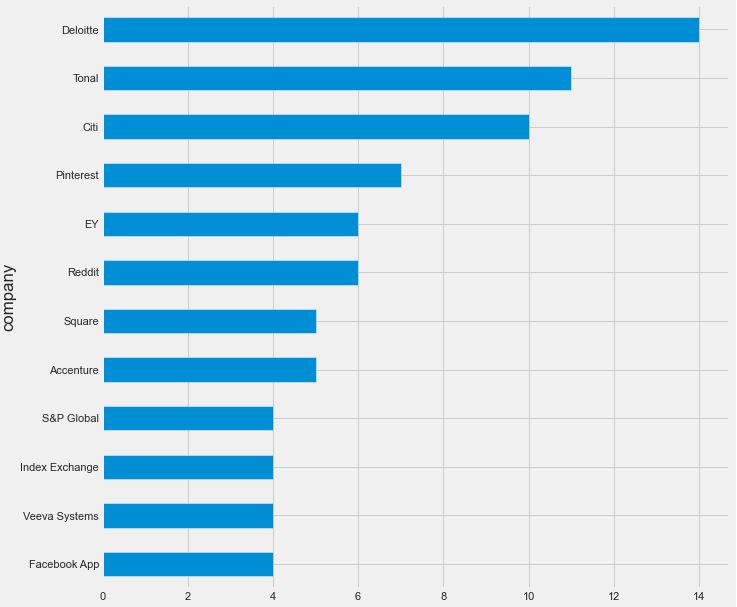 Deloitte
Tonal
Citi
Pinterest
EY
Reddit
company
Square
Accenture
S&P Global
Index Exchange
Veeva Systems
Facebook App
0 2 4 6 8 10 12 14